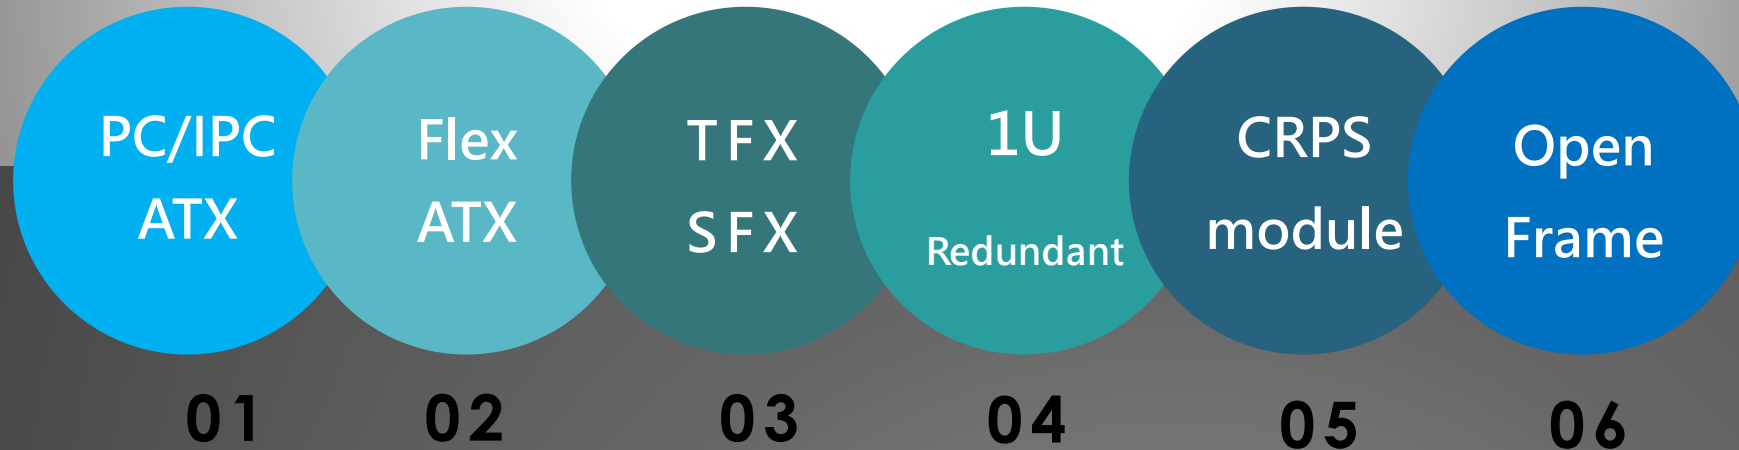 PC/IPC
ATX
Flex
ATX
TFX
SFX
1U
Redundant
CRPS
module
Open
Frame
01
02
03
04
05
06